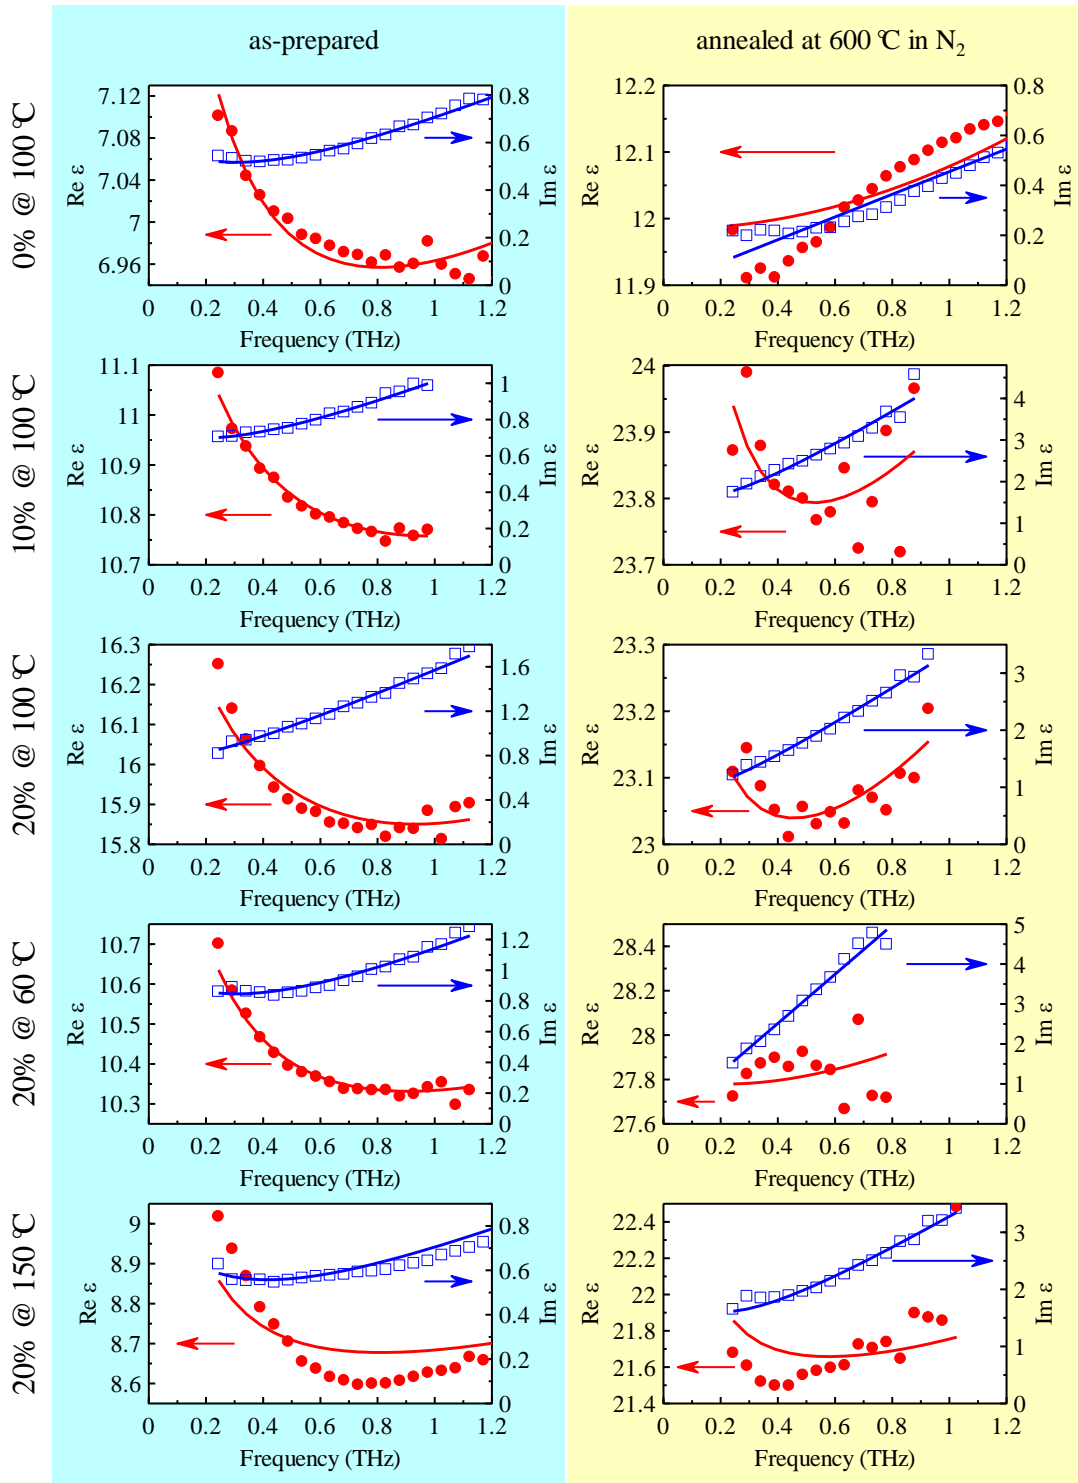 as-prepared
annealed at 600 °C in N2
0% @ 100 °C
7.12
7.08
7.04
7
6.96
Re ε
0.8
0.6
0.4
0.2
0
Im ε
0 0.2 0.4 0.6 0.8 1 1.2
Frequency (THz)
12.2
12.1
12
11.9
Re ε
0.8
0.6
0.4
0.2
0
Im ε
0 0.2 0.4 0.6 0.8 1 1.2
Frequency (THz)
10% @ 100 °C
11.1
11
10.9
10.8
10.7
Re ε
1
0.8
0.6
0.4
0.2
0
Im ε
0 0.2 0.4 0.6 0.8 1 1.2
Frequency (THz)
24
23.9
23.8
23.7
Re ε
4
3
2
1
0
Im ε
0 0.2 0.4 0.6 0.8 1 1.2
Frequency (THz)
20% @ 100 °C
16.3
16.2
16.1
16
15.9
15.8
Re ε
1.6
1.2
0.8
0.4
0
Im ε
0 0.2 0.4 0.6 0.8 1 1.2
Frequency (THz)
23.3
23.2
23.1
23
Re ε
3
2
1
0
Im ε
0 0.2 0.4 0.6 0.8 1 1.2
Frequency (THz)
20% @ 60 °C
10.7
10.6
10.5
10.4
10.3
Re ε
1.2
1
0.8
0.6
0.4
0.2
0
Im ε
0 0.2 0.4 0.6 0.8 1 1.2
Frequency (THz)
28.4
28.2
28
27.8
27.6
Re ε
5
4
3
2
1
0
Im ε
0 0.2 0.4 0.6 0.8 1 1.2
Frequency (THz)
20% @ 150 °C
9
8.9
8.8
8.7
8.6
Re ε
0.8
0.6
0.4
0.2
0
Im ε
0 0.2 0.4 0.6 0.8 1 1.2
Frequency (THz)
22.4
22.2
22
21.8
21.6
21.4
Re ε
3
2
1
0
Im ε
0 0.2 0.4 0.6 0.8 1 1.2
Frequency (THz)